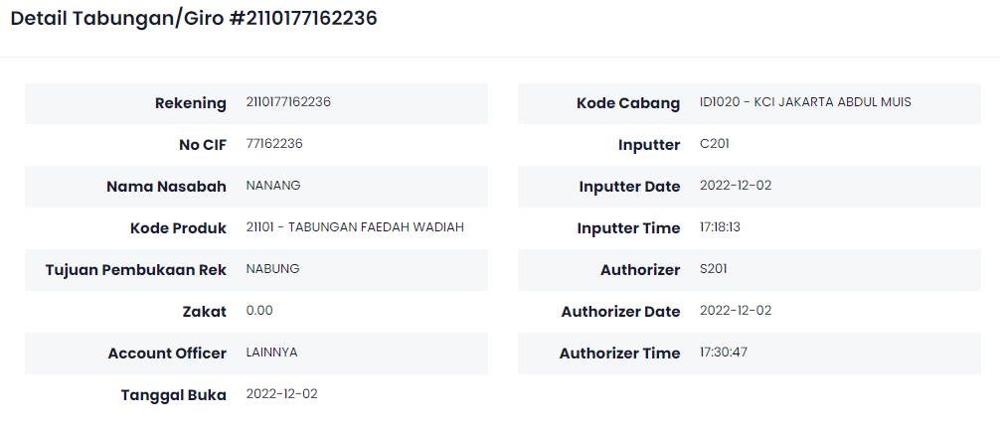 Detail Tabungan/Giro #2110177162236
Rekening 2110177162236
No CIF 77162236
Nama Nasabah NANANG
Kode Produk 21101 - TABUNGAN FAEDAH WADIAH
Tujuan Pembukaan Rek NABUNG
Zakat 0.00
Account Officer LAINNYA
Tanggal Buka 2022-12-02
Kode Cabang ID1020 - KCI JAKARTA ABDUL MUIS
Inputter C201
Inputter Date 2022-12-02
Inputter Time 17:18:13
Authorizer S201
Authorizer Date 2022-12-02
Authorizer Time 17:30:47